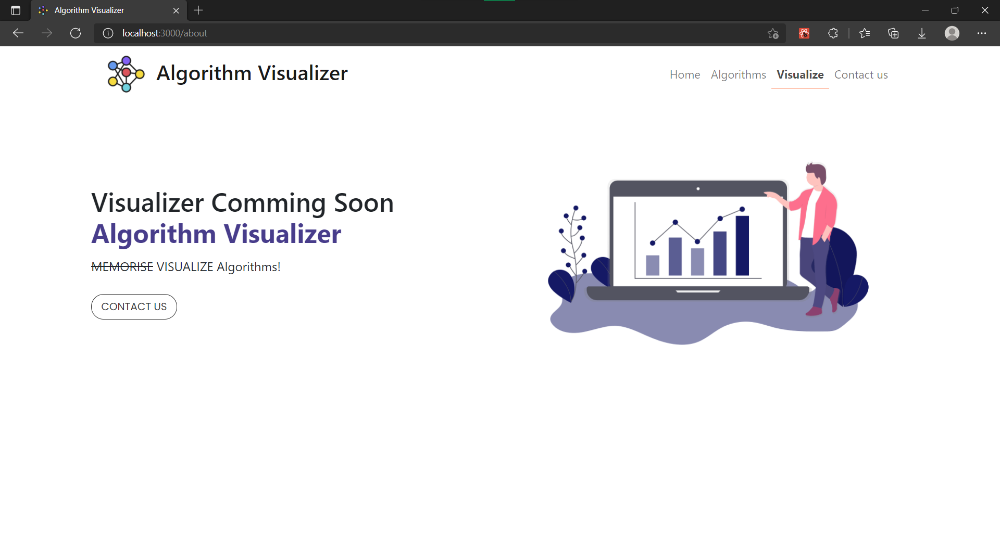 Algorithm Visualizer
localhost:3000/about
Algorithm Visualizer
Home Algorithms Visualize Contact us
Visualizer Comming Soon
Algorithm Visualizer
MEMORISE VISUALIZE Algorithms!
CONTACT US